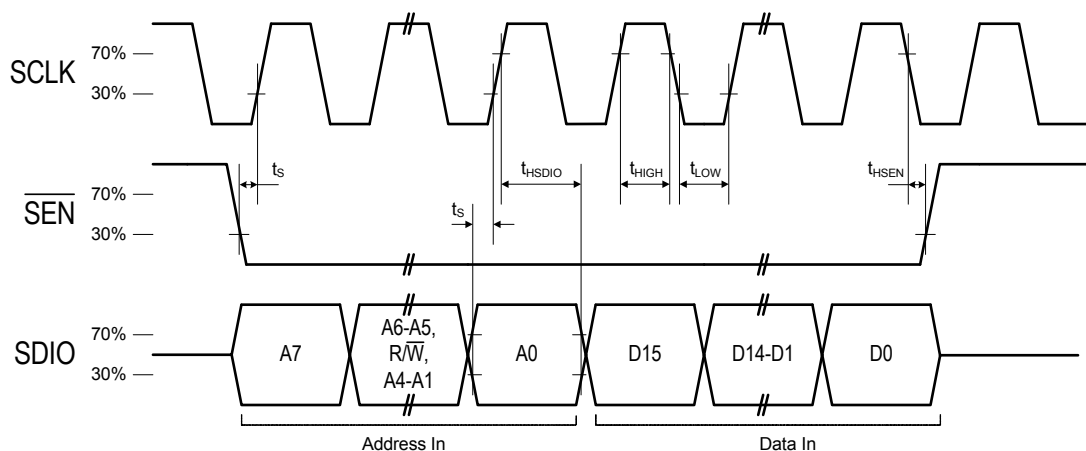 SCLK
70%
30%
tS
tHSDIO
tHIGH
tLOW
tHSEN
SEN
70%
30%
tS
SDIO
70%
30%
A7
A6-A5,
R/W,
A4-A1
A0
D15
D14-D1
D0
Address In
Data In